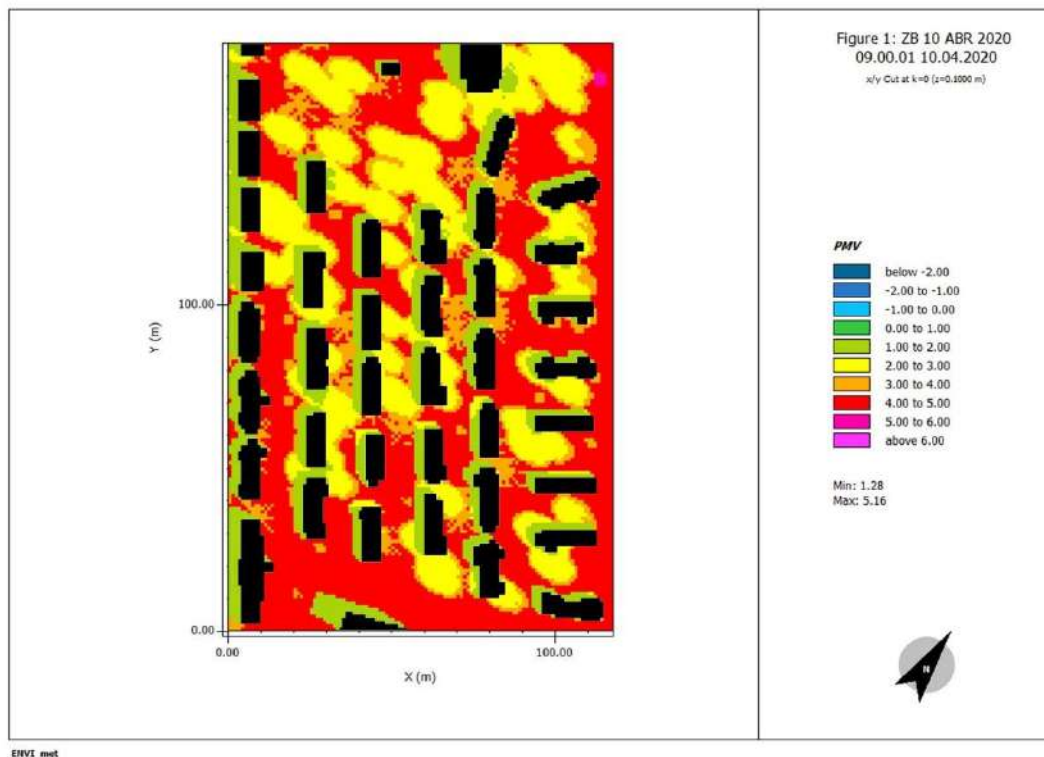 Figure 1: ZB 10 ABR 2020
09.00.01 10.04.2020
x/y Cut at k=0 (z=0.1000 m)
100.00
Y (m)
0.00
0.00
100.00
X (m)
PMV
below -2.00
-2.00 to -1.00
-1.00 to 0.00
0.00 to 1.00
1.00 to 2.00
2.00 to 3.00
3.00 to 4.00
4.00 to 5.00
5.00 to 6.00
above 6.00
Min: 1.28
Max: 5.16
N
ENVI_met